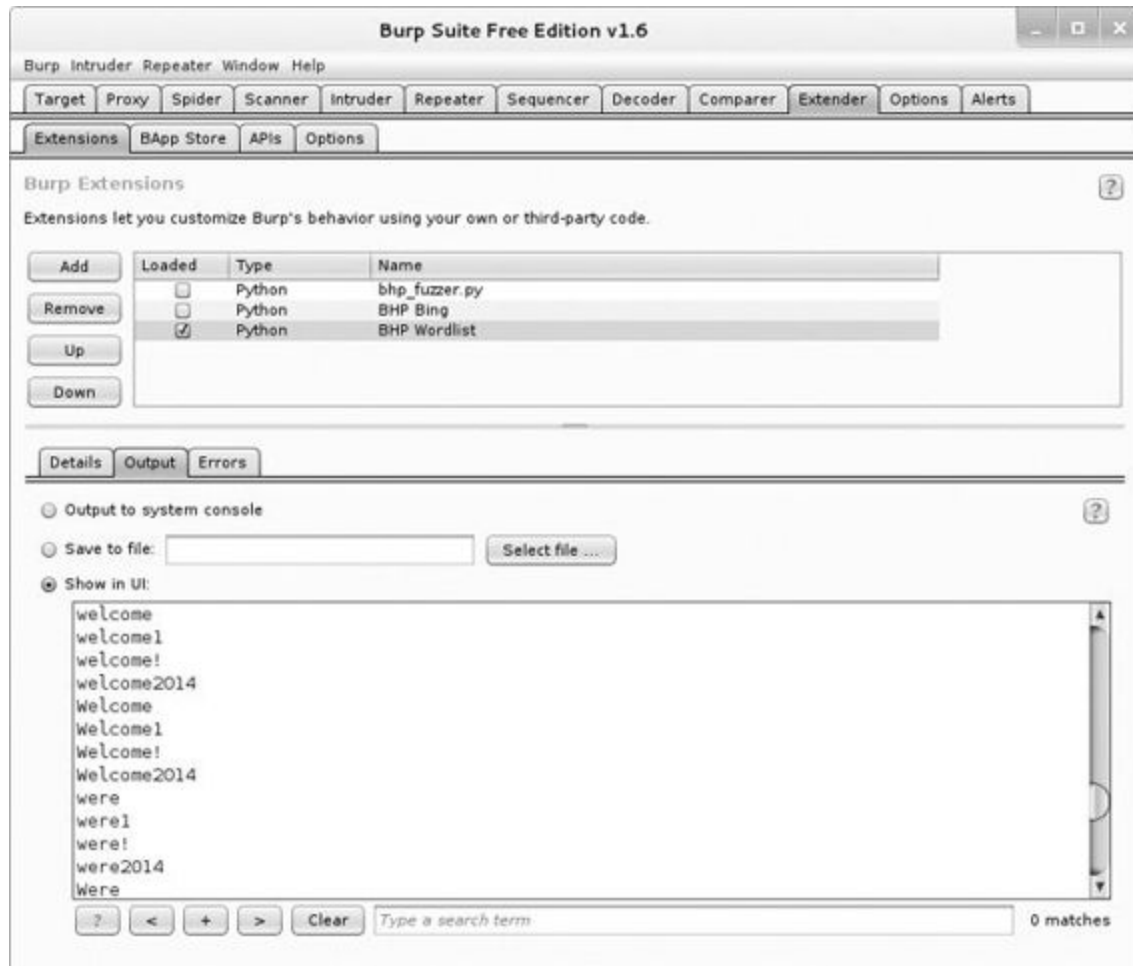 Burp Suite Free Edition v1.6
Burp Intruder Repeater Window Help
Target Proxy Spider Scanner Intruder Repeater Sequencer Decoder Comparer Extender Options Alerts
Extensions BApp Store APIs Options
Burp Extensions
?
Extensions let you customize Burp's behavior using your own or third-party code.
Add
Remove
Up
Down
Loaded Type Name
Python bhp_fuzzer.py
Python BHP Bing
Python BHP Wordlist
Details Output Errors
Output to system console
?
Save to file: Select file ...
Show in UI:
welcome
welcome1
welcome!
welcome2014
Welcome
Welcome1
Welcome!
Welcome2014
were
were1
were!
were2014
Were
? < + > Clear Type a search term 0 matches